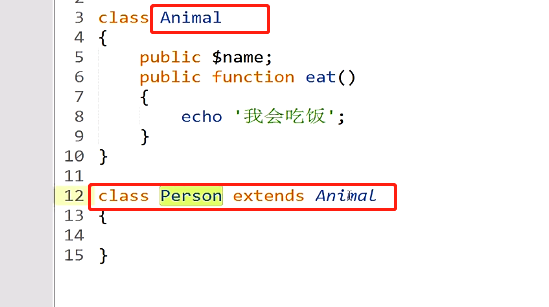 3 class Animal
4 {
5 public $name;
6 public function eat()
7 {
8 echo '我会吃饭';
9 }
10 }
11
12 class Person extends Animal
13 {
14
15 }